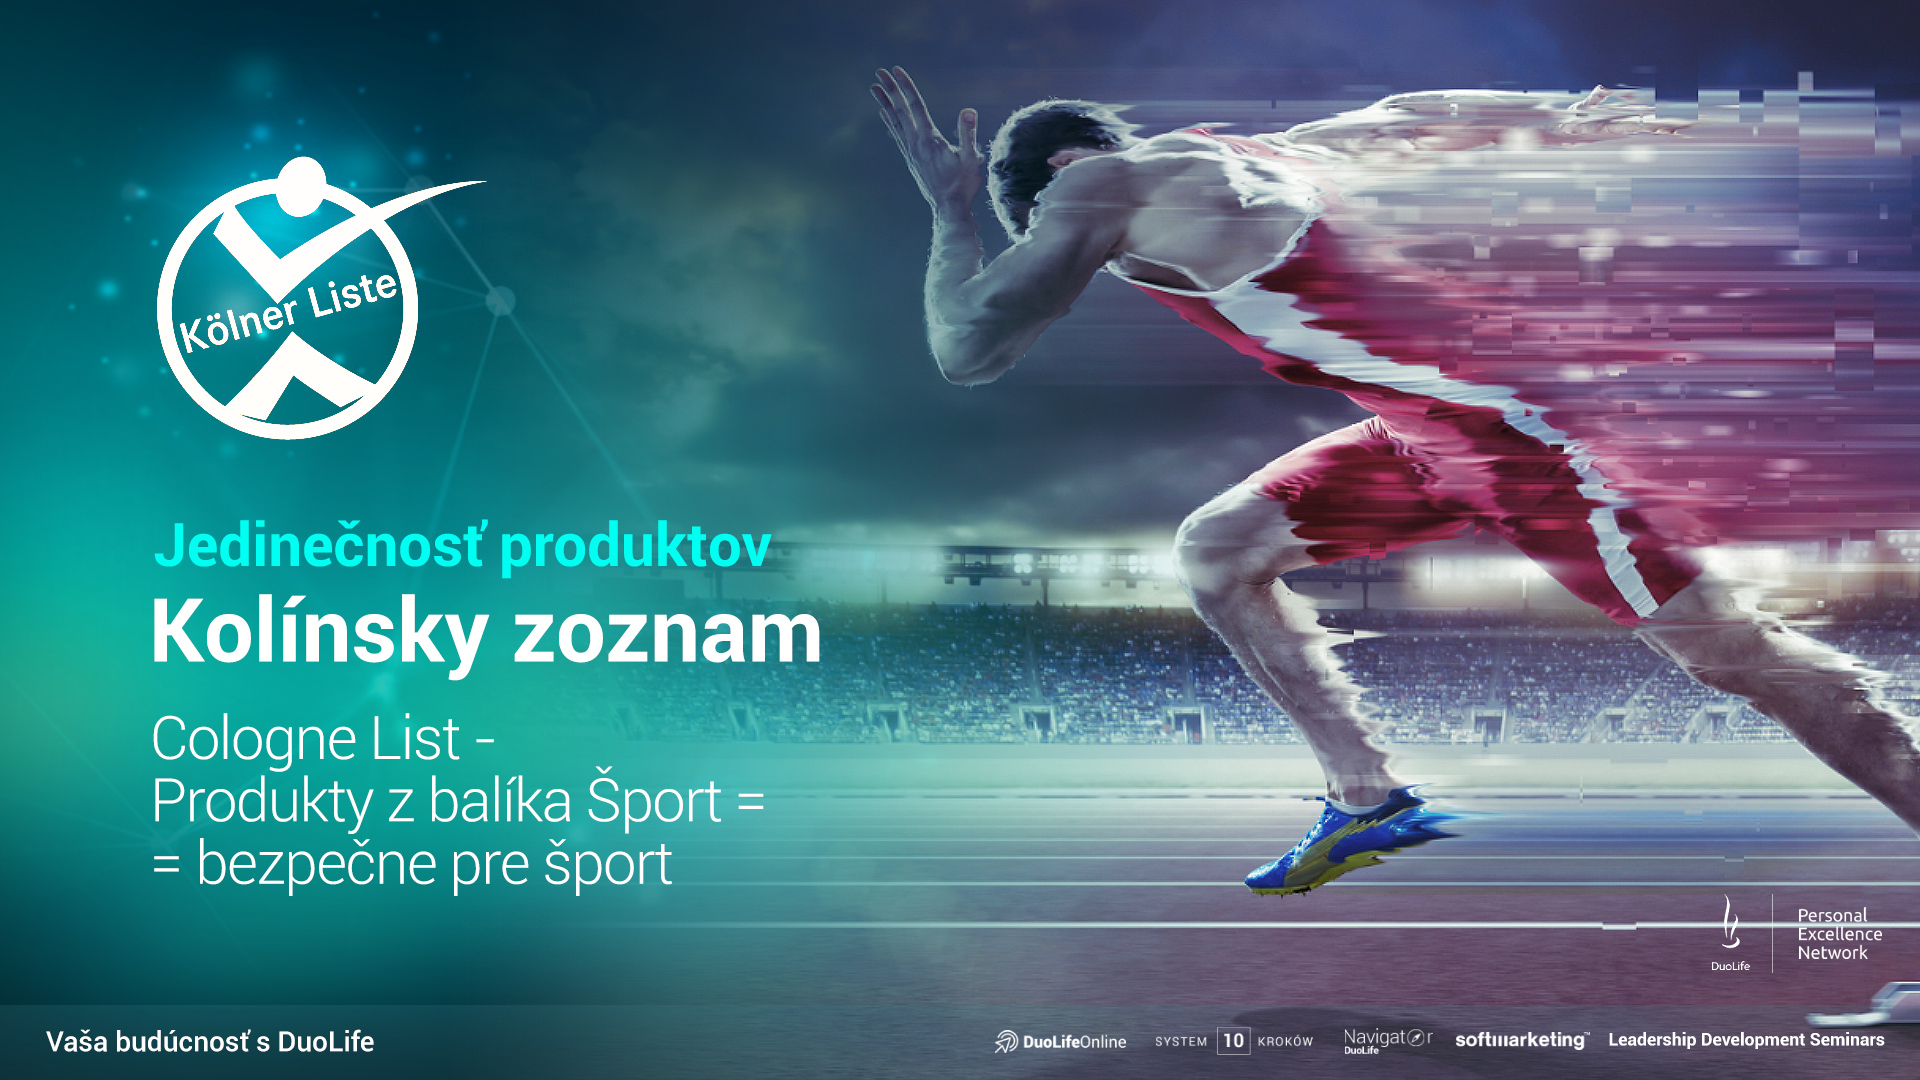 Kölner Liste
Jedinečnosť produktov
Kolínsky zoznam
Cologne List -
Produkty z balíka Šport =
= bezpečne pre šport
DuoLife
Personal
Excellence
Network
Vaša budúcnosť s DuoLife
DuoLifeOnline
SYSTEM 10 KROKÓW
Navigator
DuoLife
softmarketing™
Leadership Development Seminars